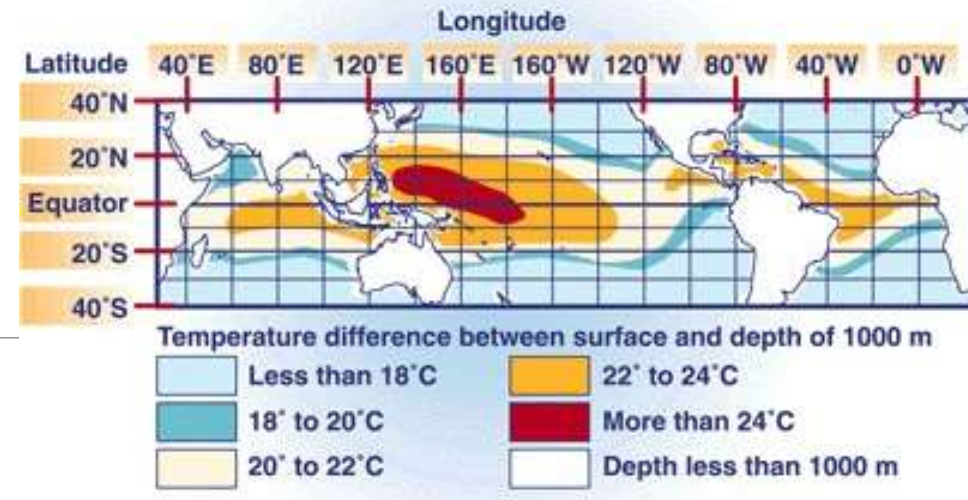 Longitude
Latitude 40°E 80°E 120°E 160°E 160°W 120°W 80°W 40°W 0°W
40°N
20°N
Equator
20°S
40°S
Temperature difference between surface and depth of 1000 m
Less than 18°C
22° to 24°C
18° to 20°C
More than 24°C
20° to 22°C
Depth less than 1000 m